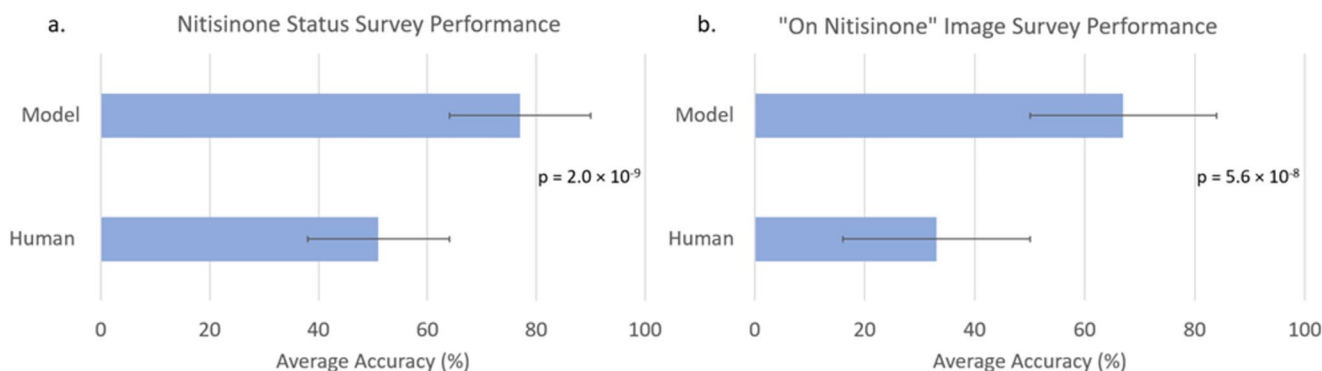 a.
Nitisinone Status Survey Performance
Model
p = 2.0 × 10⁻⁹
Human
0 20 40 60 80 100
Average Accuracy (%)
b.
"On Nitisinone" Image Survey Performance
Model
p = 5.6 × 10⁻⁸
Human
0 20 40 60 80 100
Average Accuracy (%)